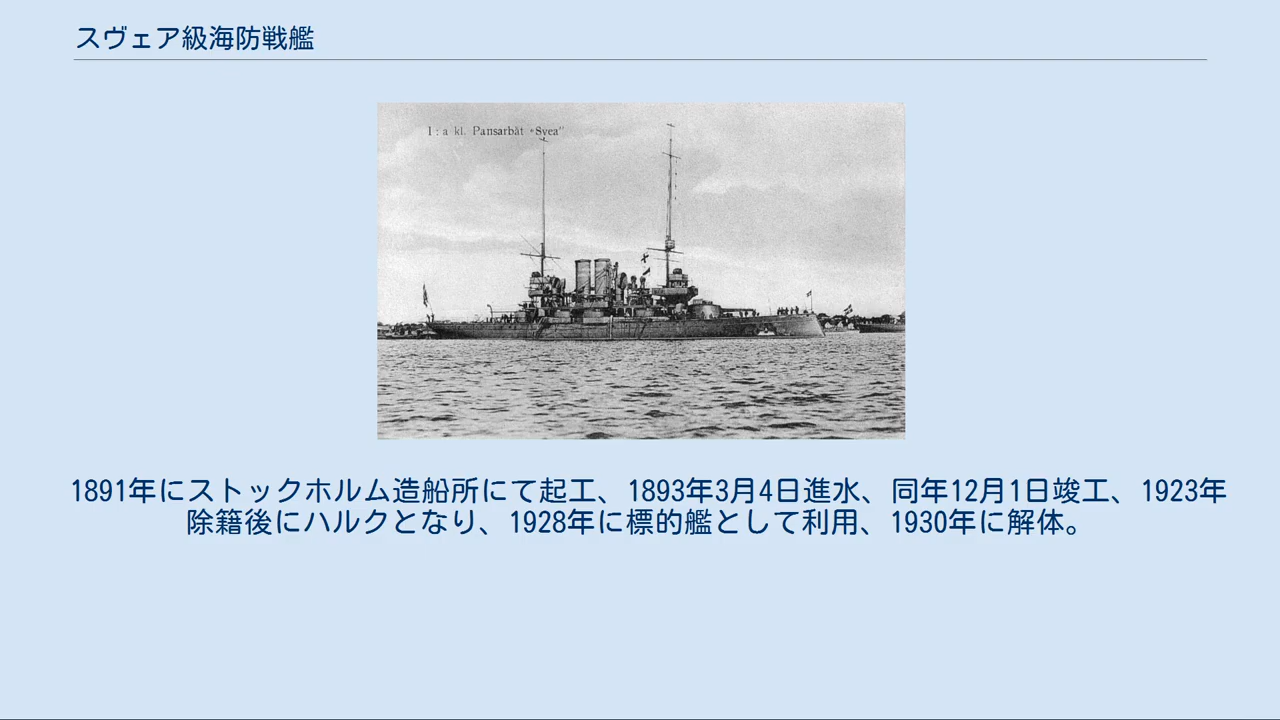 スヴェア級海防戦艦
I : a kl. Pansarbåt “Svea”
1891年にストックホルム造船所にて起工、1893年3月4日進水、同年12月1日竣工、1923年
除籍後にハルクとなり、1928年に標的艦として利用、1930年に解体。